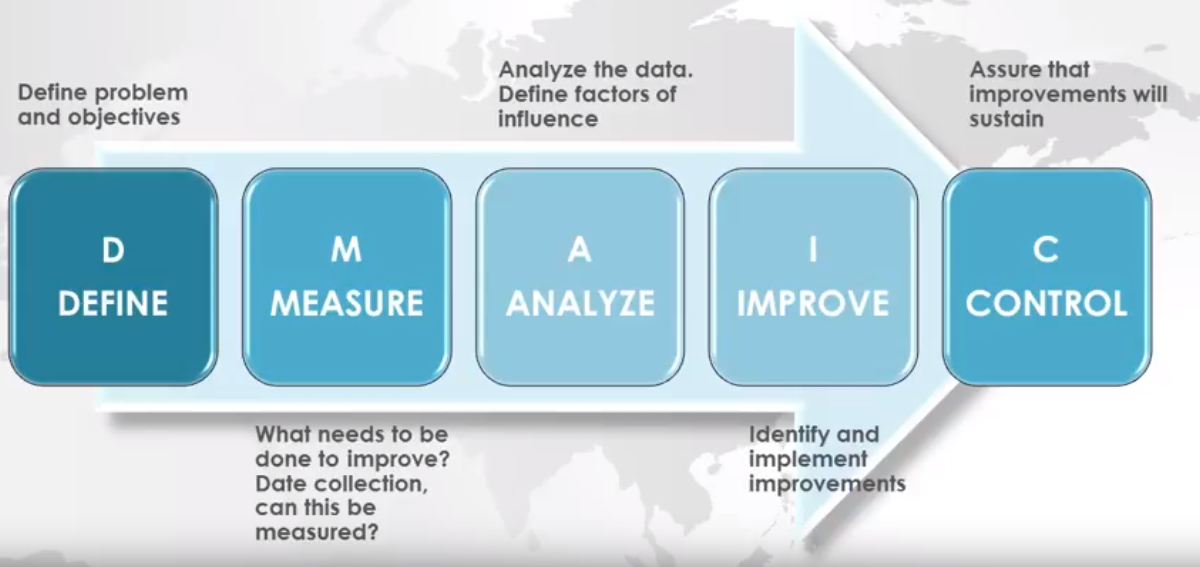 Define problem
and objectives
Analyze the data.
Define factors of
influence
Assure that
improvements will
sustain
D
DEFINE
M
MEASURE
A
ANALYZE
I
IMPROVE
C
CONTROL
What needs to be
done to improve?
Date collection,
can this be
measured?
Identify and
implement
improvements